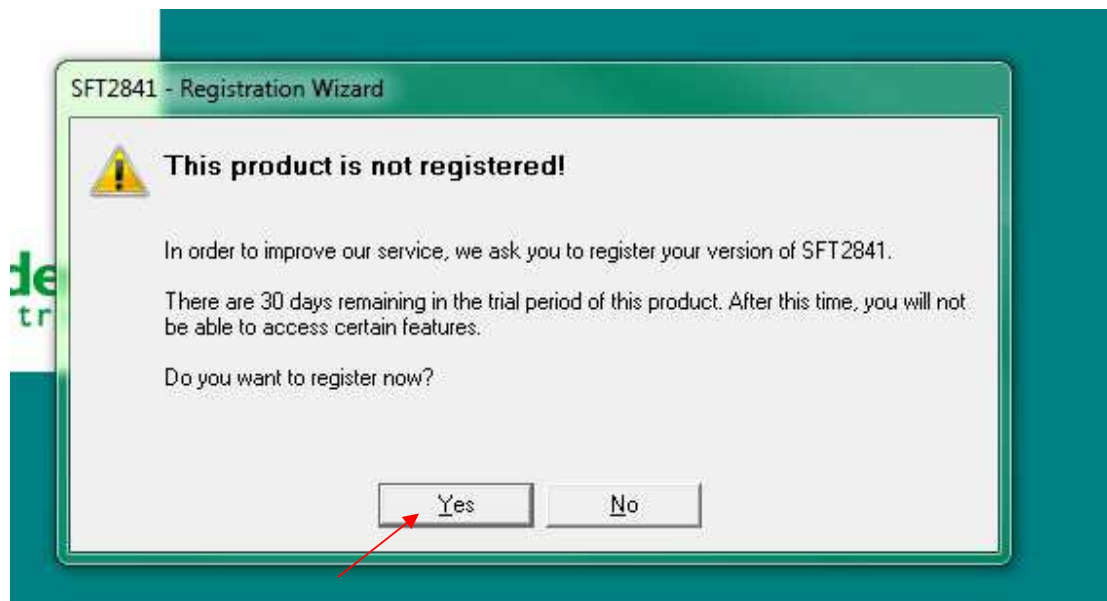 SFT2841 - Registration Wizard
This product is not registered!
In order to improve our service, we ask you to register your version of SFT2841.
de
tr
There are 30 days remaining in the trial period of this product. After this time, you will not
be able to access certain features.
Do you want to register now?
Yes
No